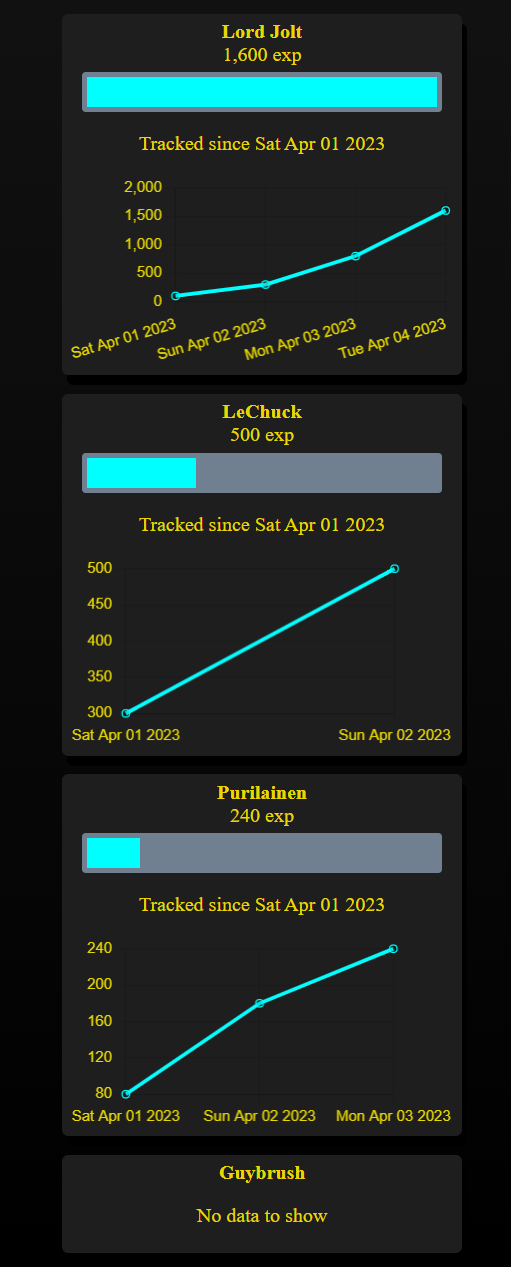 Lord Jolt
1,600 exp
Tracked since Sat Apr 01 2023
2,000
1,500
1,000
500
0
Sat Apr 01 2023
Sun Apr 02 2023
Mon Apr 03 2023
Tue Apr 04 2023
LeChuck
500 exp
Tracked since Sat Apr 01 2023
500
450
400
350
300
Sat Apr 01 2023
Sun Apr 02 2023
Purilainen
240 exp
Tracked since Sat Apr 01 2023
240
200
160
120
80
Sat Apr 01 2023
Sun Apr 02 2023
Mon Apr 03 2023
Guybrush
No data to show